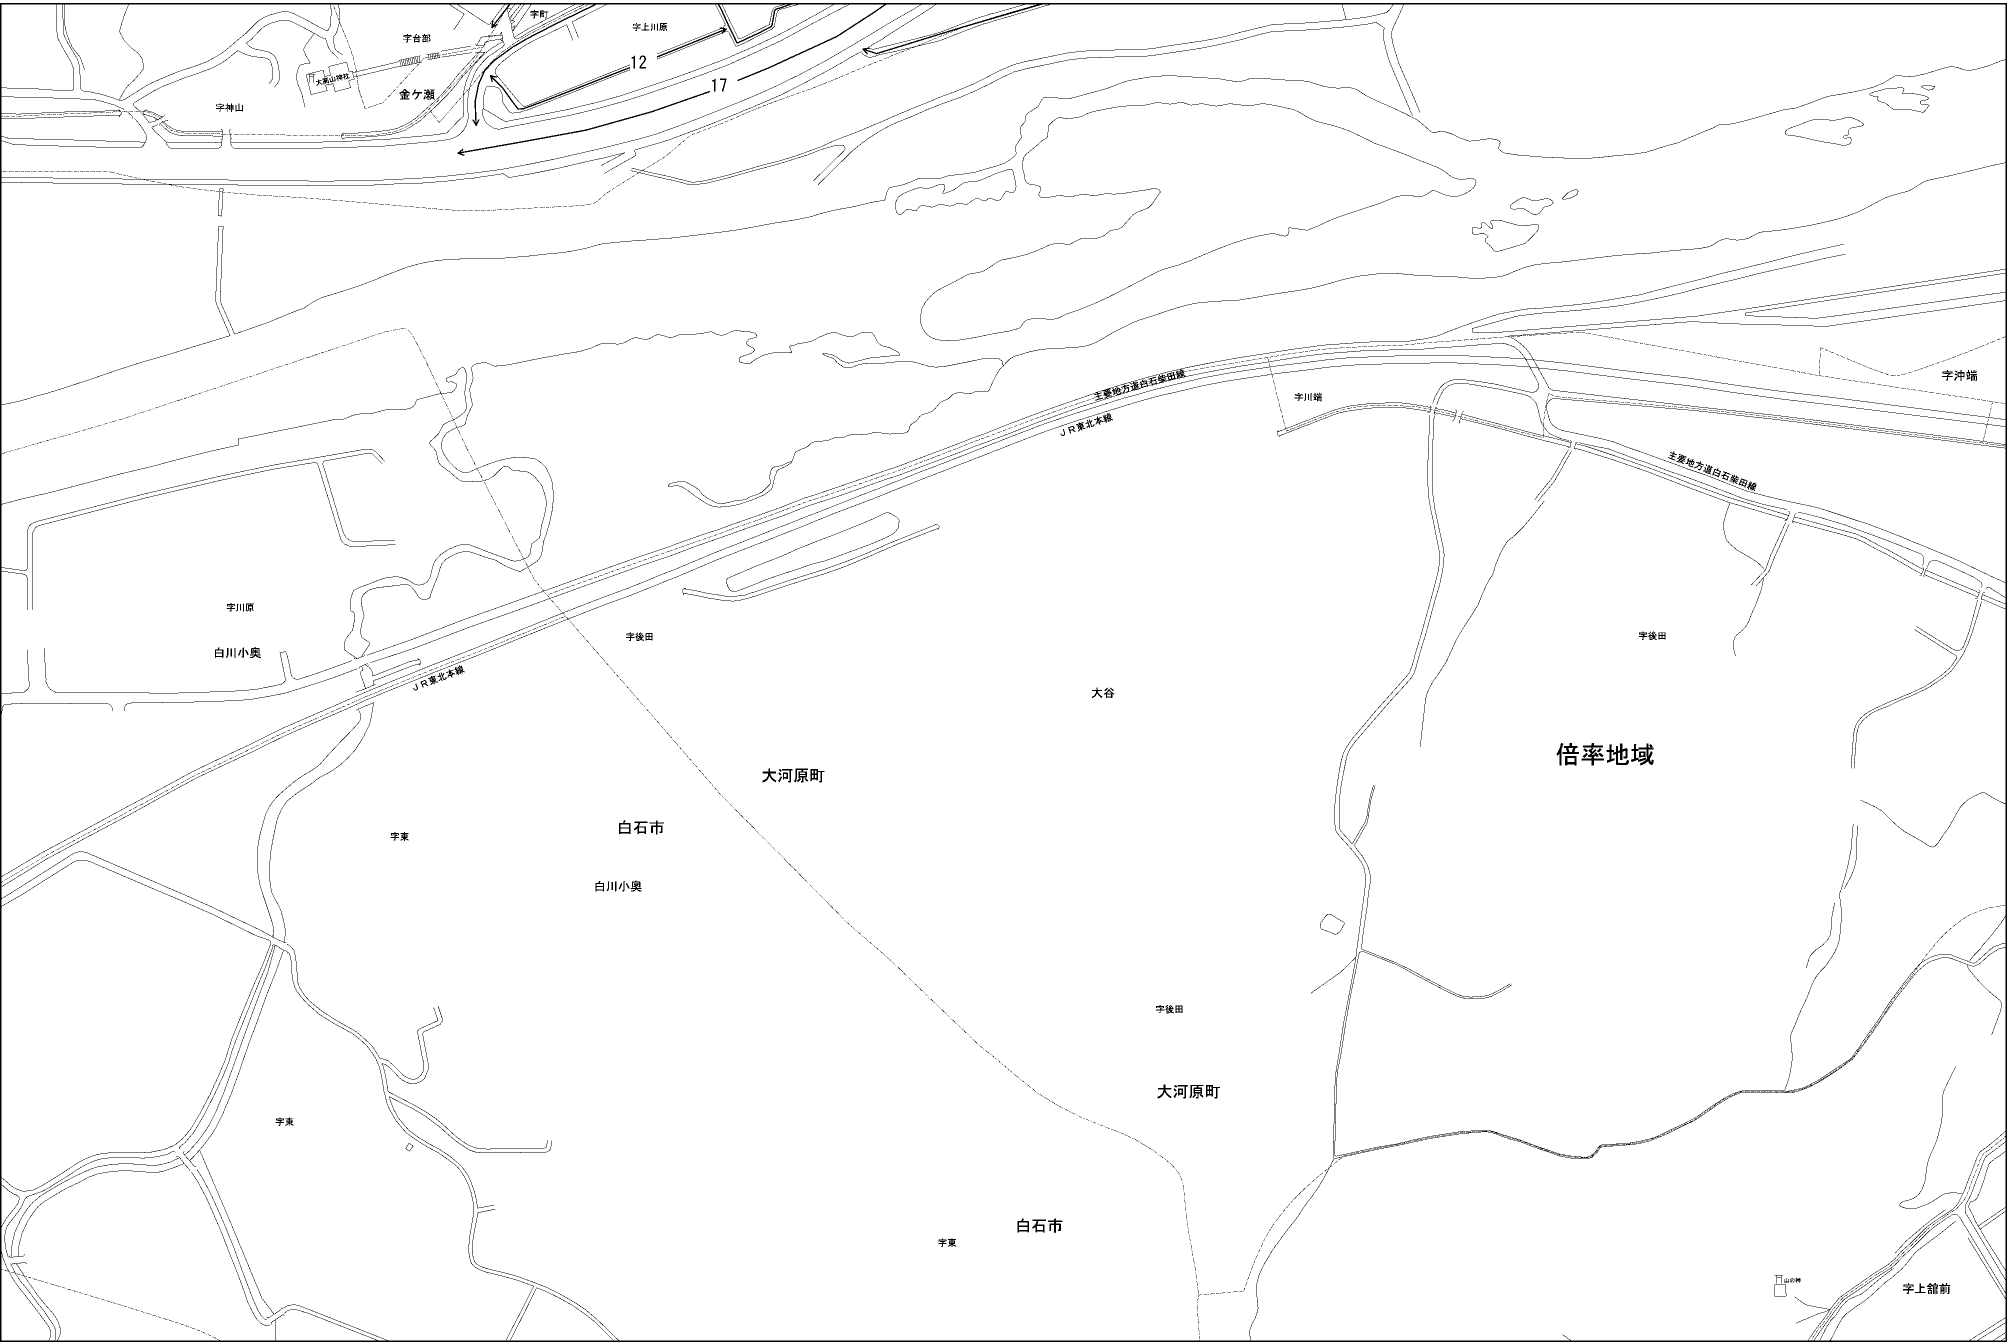 字町
字上川原
字台部
12
大高山神社
17
金ケ瀬
字神山
字沖端
主要地方道白石柴田線
字川端
ＪＲ東北本線
主要地方道白石柴田線
字川原
字後田
字後田
白川小奥
ＪＲ東北本線
大谷
倍率地域
大河原町
白石市
字東
白川小奥
字後田
大河原町
字東
白石市
字東
山の神
字上舘前